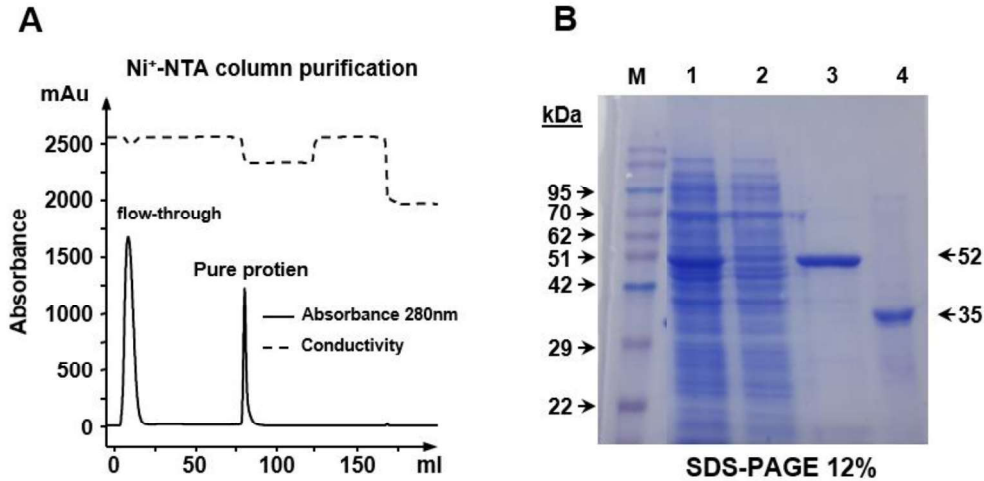 A
Ni⁺-NTA column purification
mAu
2500
2000
1500
1000
500
0
Absorbance
flow-through
Pure protien
Absorbance 280nm
Conductivity
0 50 100 150 ml
B
M 1 2 3 4
kDa
95
70
62
51
42
29
22
52
35
SDS-PAGE 12%